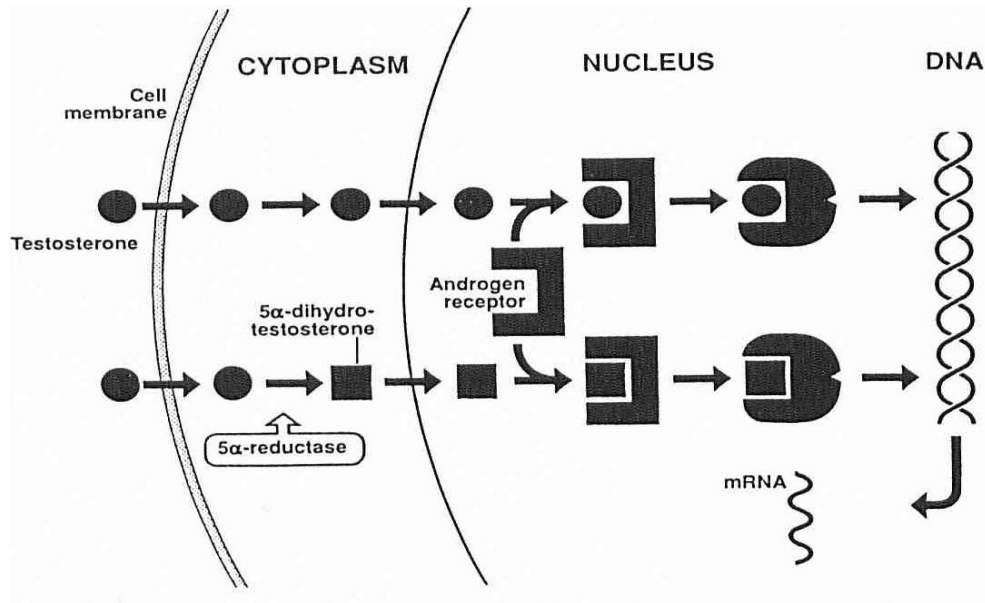 CYTOPLASM
NUCLEUS
DNA
Cell
membrane
Testosterone
Androgen
receptor
5α-dihydro-
testosterone
5α-reductase
mRNA